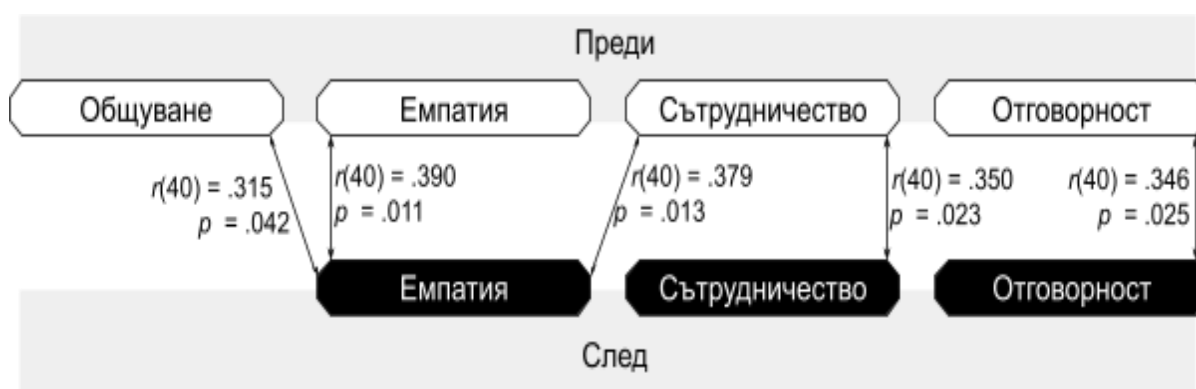 Преди
Общуване
Емпатия
Сътрудничество
Отговорност
r(40) = .315
p = .042
r(40) = .390
p = .011
r(40) = .379
p = .013
r(40) = .350
p = .023
r(40) = .346
p = .025
Емпатия
Сътрудничество
Отговорност
След